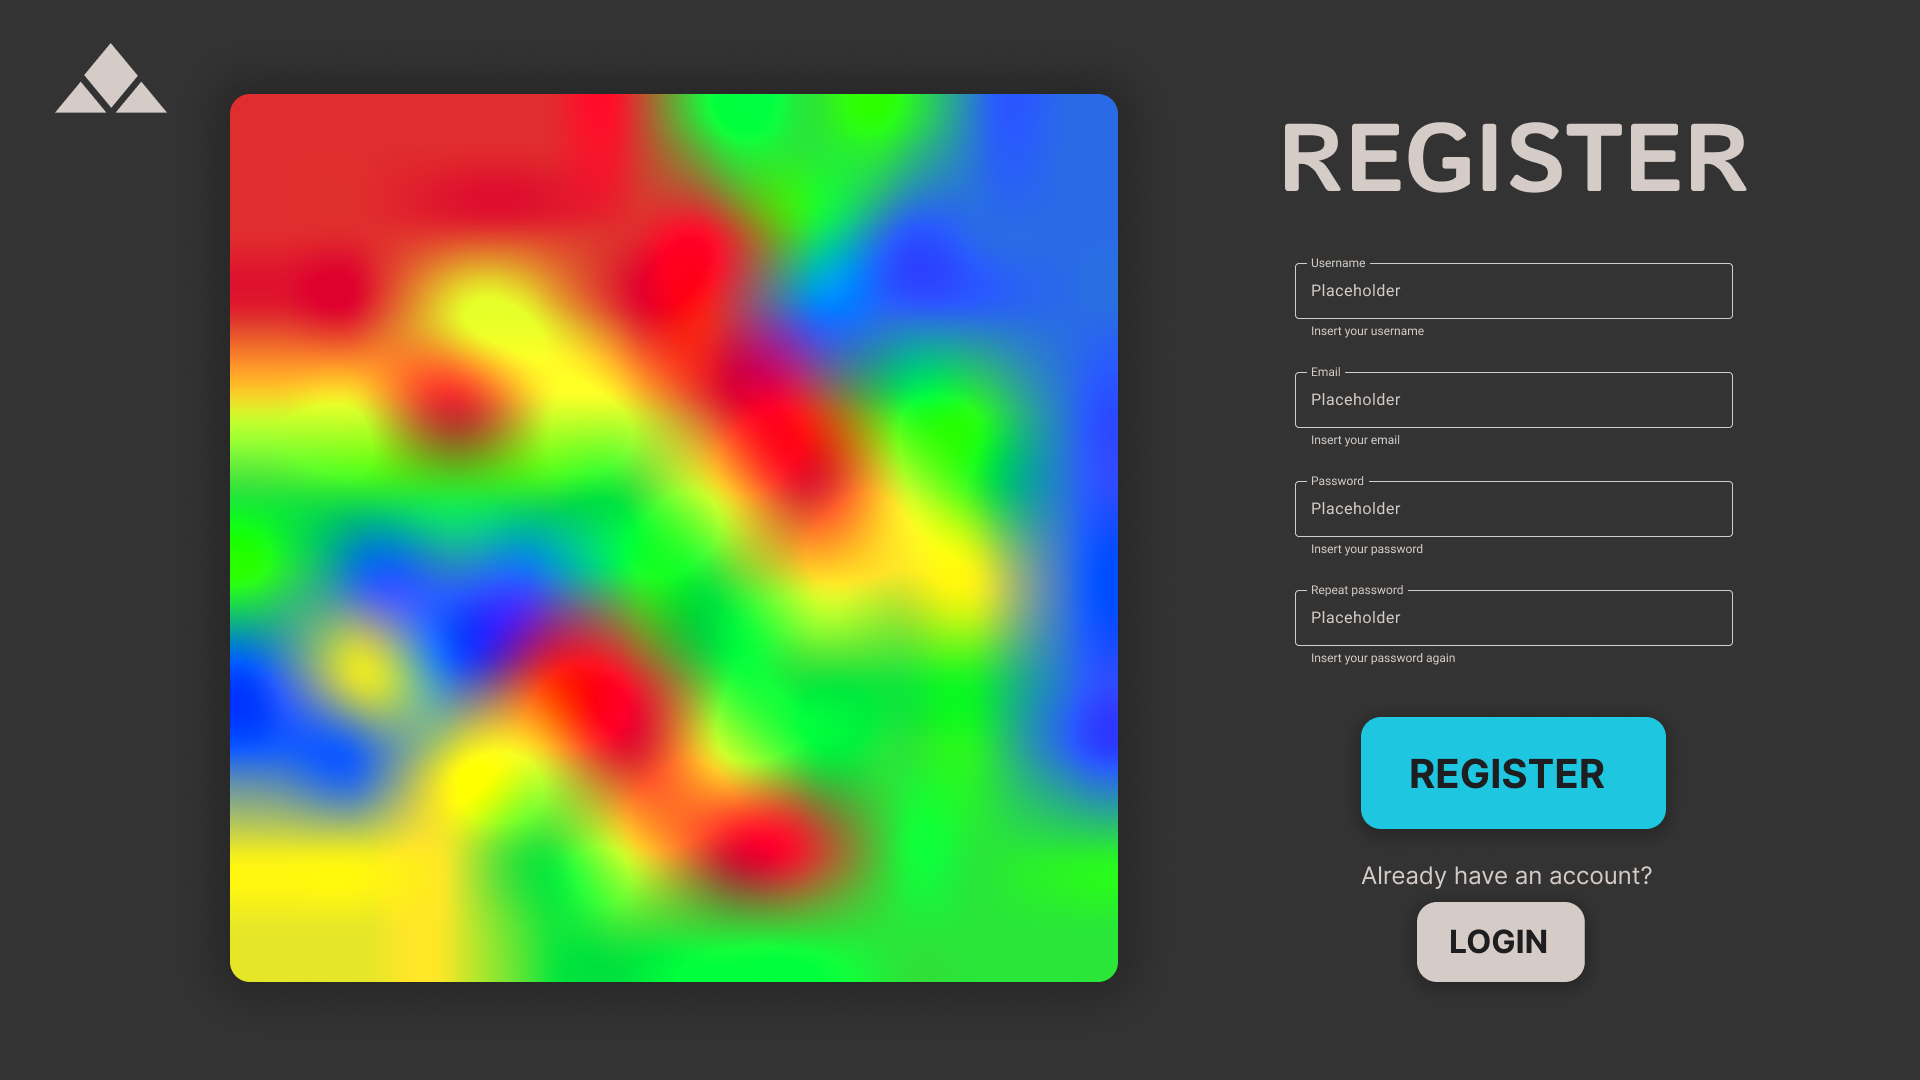 REGISTER
Username
Placeholder
Insert your username
Email
Placeholder
Insert your email
Password
Placeholder
Insert your password
Repeat password
Placeholder
Insert your password again
REGISTER
Already have an account?
LOGIN